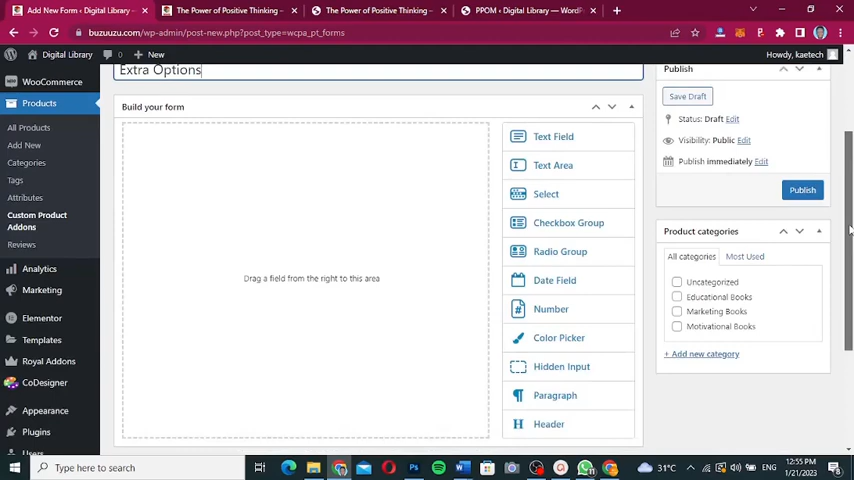 Add New Form ‹ Digital Library —
The Power of Positive Thinking –
The Power of Positive Thinking –
PPOM ‹ Digital Library — WordPr
buzuuzu.com/wp-admin/post-new.php?post_type=wcpa_pt_forms
Digital Library
0
New
Howdy, kaetech
WooCommerce
Products
All Products
Add New
Categories
Tags
Attributes
Custom Product
Addons
Reviews
Analytics
Marketing
Elementor
Templates
Royal Addons
CoDesigner
Appearance
Plugins
Users
Extra Options
Build your form
Drag a field from the right to this area
Text Field
Text Area
Select
Checkbox Group
Radio Group
Date Field
Number
Color Picker
Hidden Input
Paragraph
Header
Publish
Save Draft
Status: Draft Edit
Visibility: Public Edit
Publish immediately Edit
Publish
Product categories
All categories
Most Used
Uncategorized
Educational Books
Marketing Books
Motivational Books
+ Add new category
Type here to search
31°C
ENG
12:55 PM
1/21/2023